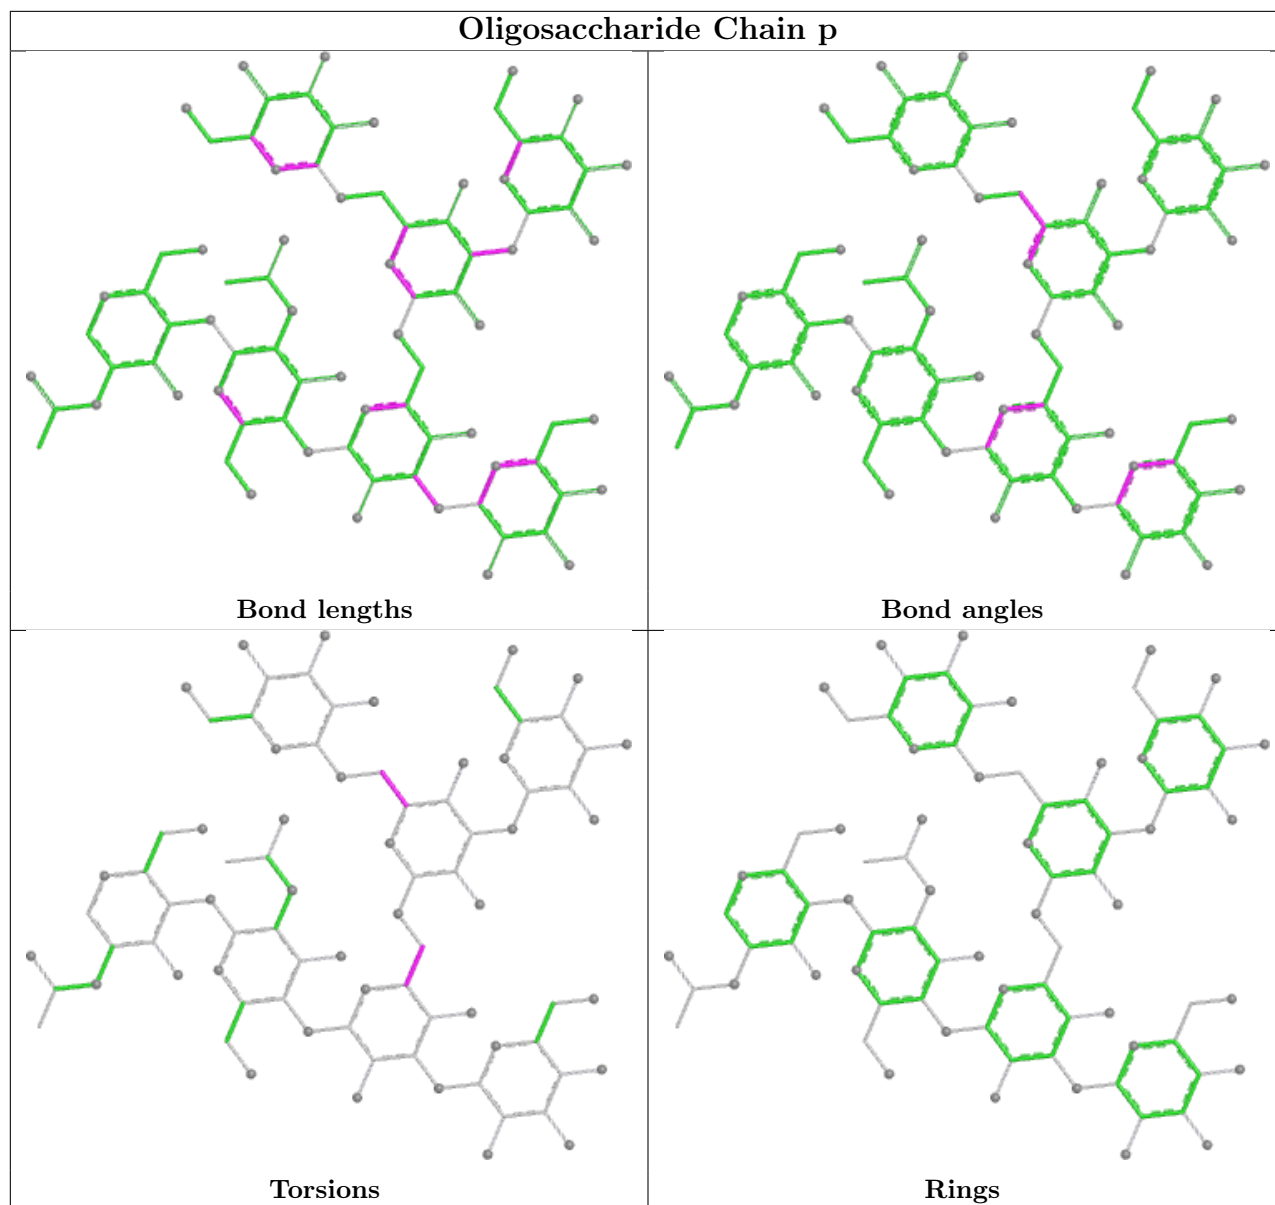 Oligosaccharide Chain p
Bond lengths
Bond angles
Torsions
Rings